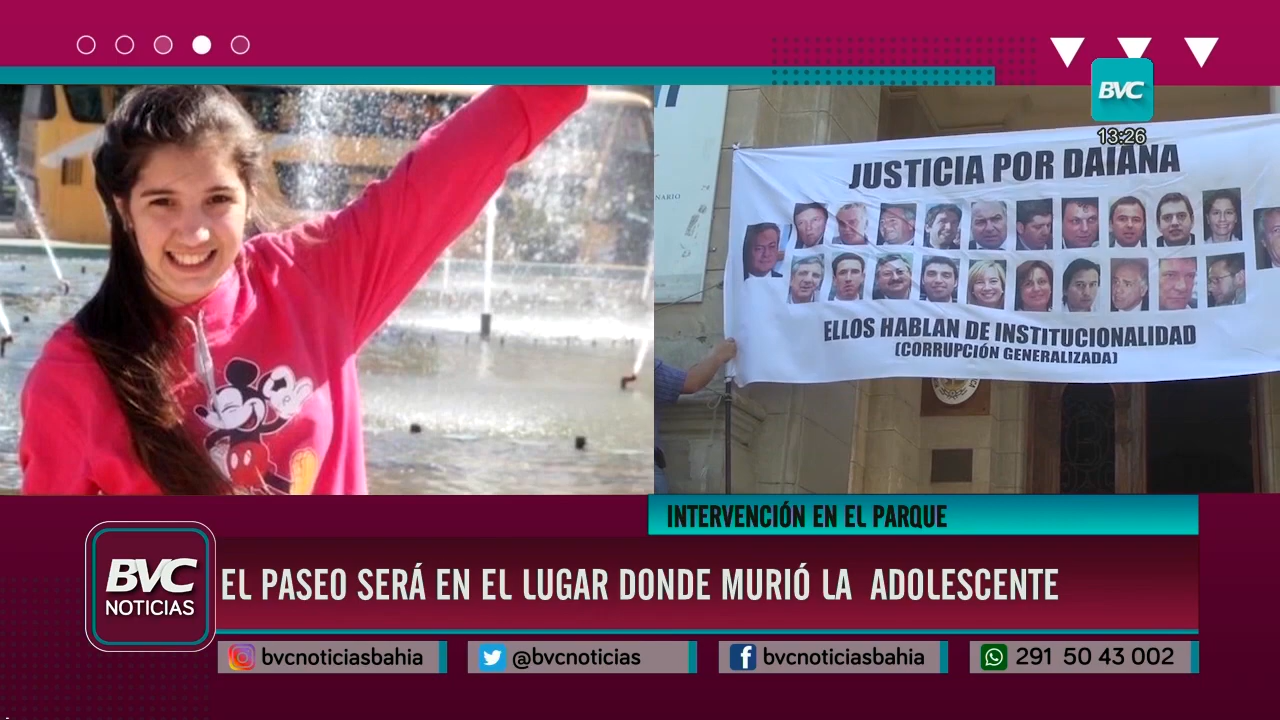 BVC
13:26
NARIO
JUSTICIA POR DAIANA
ELLOS HABLAN DE INSTITUCIONALIDAD
(CORRUPCIÓN GENERALIZADA)
INTERVENCIÓN EN EL PARQUE
BVC
NOTICIAS
EL PASEO SERÁ EN EL LUGAR DONDE MURIÓ LA ADOLESCENTE
bvcnoticiasbahia
@bvcnoticias
bvcnoticiasbahia
291 50 43 002